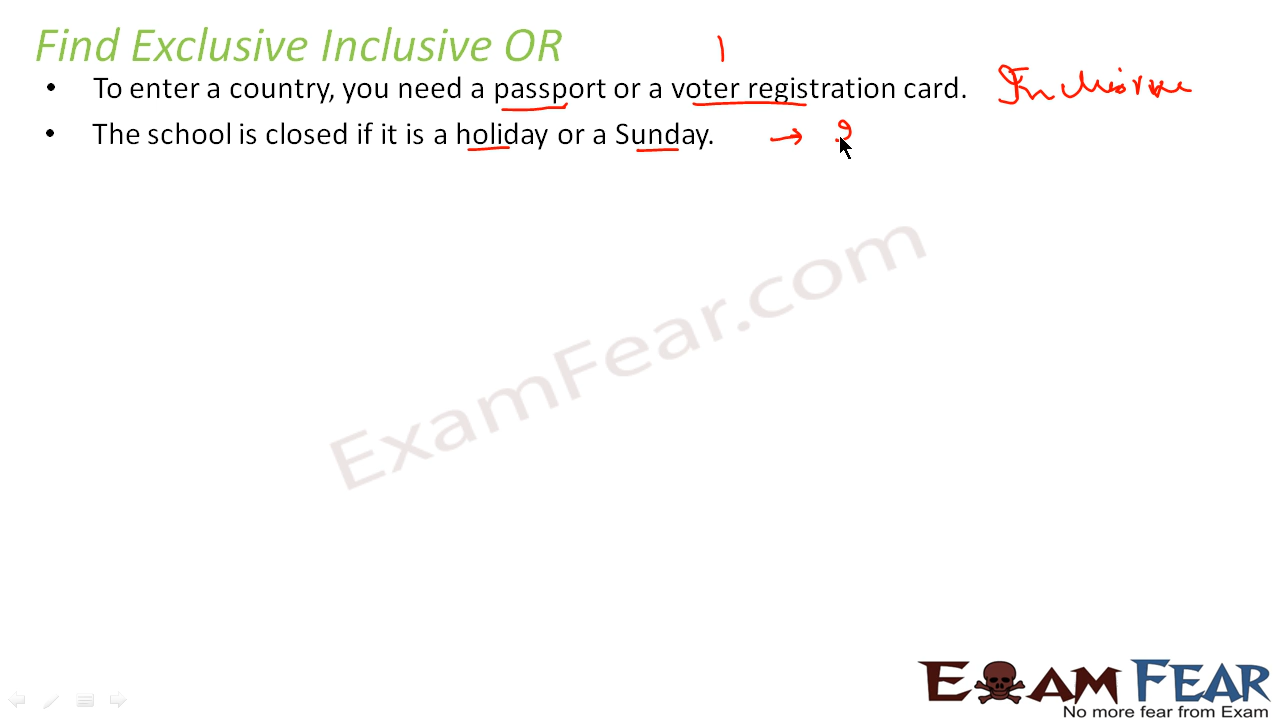 Find Exclusive Inclusive OR
• To enter a country, you need a passport or a voter registration card. Inclusive
• The school is closed if it is a holiday or a Sunday. → ?
ExamFear.com
EXAM FEAR
No more fear from Exam